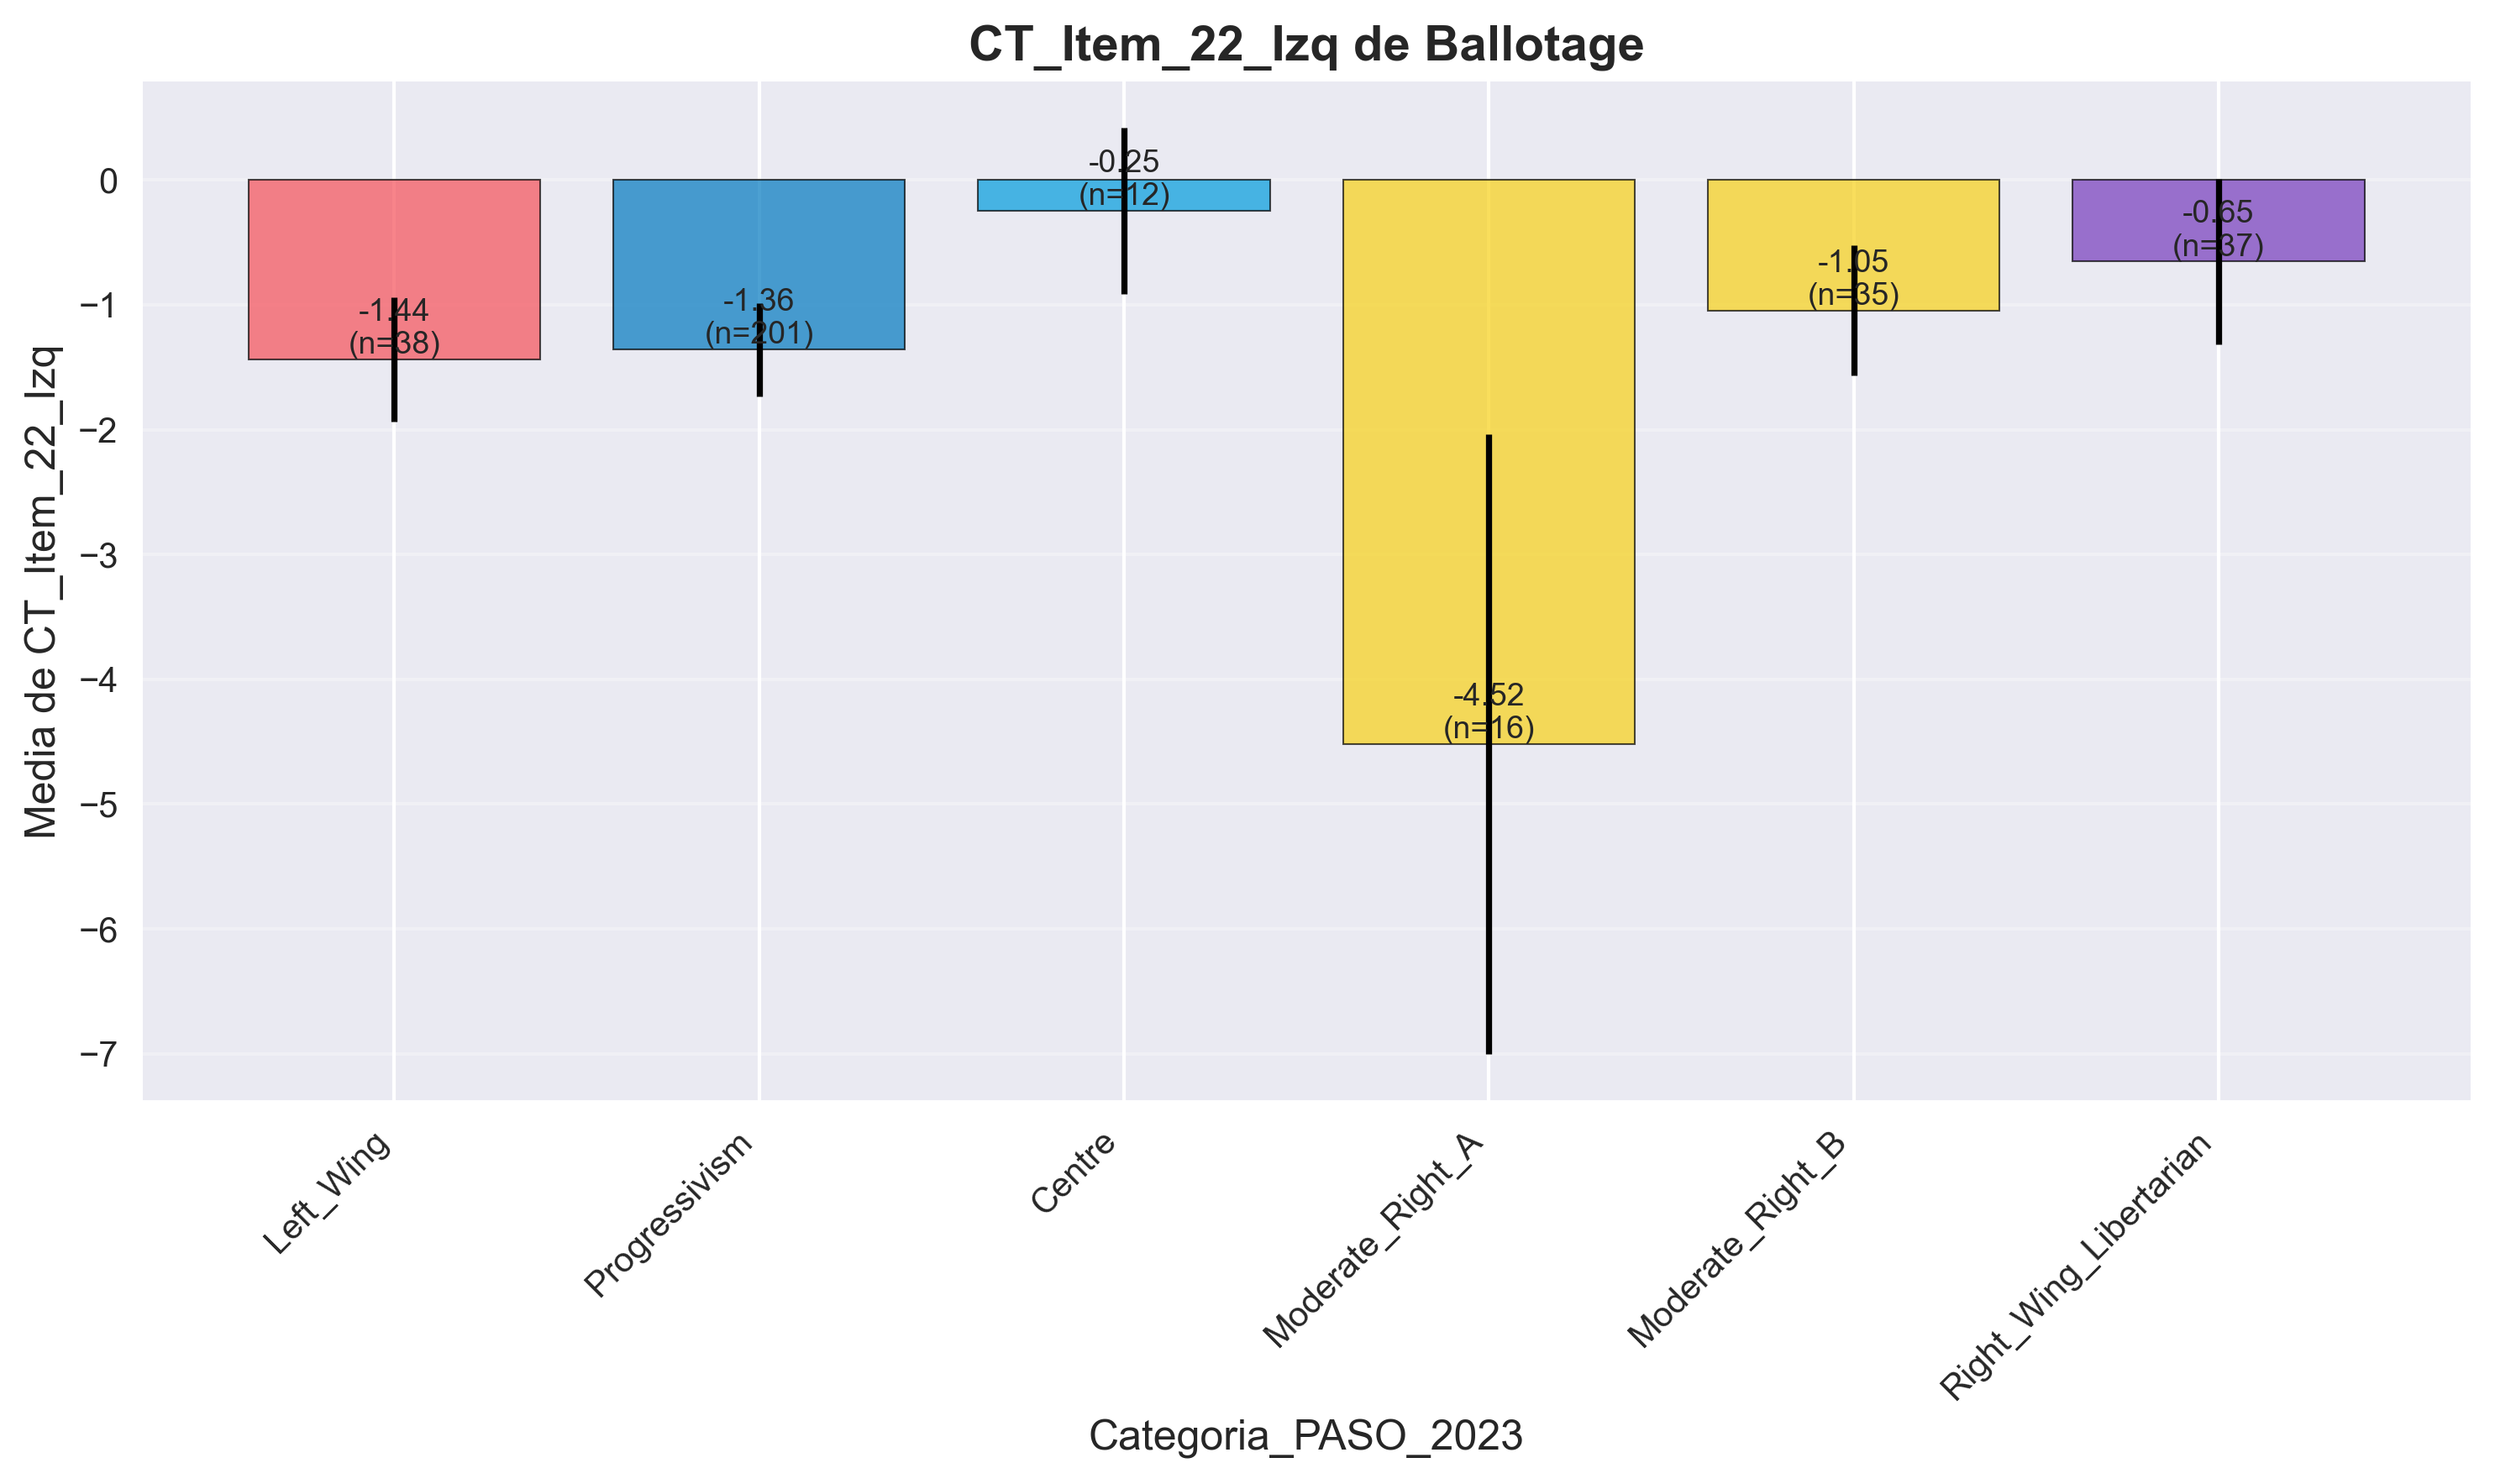 CT_Item_22_Izq de Ballotage
Media de CT_Item_22_Izq
0
−1
−2
−3
−4
−5
−6
−7
-1.44
(n=38)
-1.36
(n=201)
-0.25
(n=12)
-4.52
(n=16)
-1.05
(n=35)
-0.65
(n=37)
Left_Wing
Progressivism
Centre
Moderate_Right_A
Moderate_Right_B
Right_Wing_Libertarian
Categoria_PASO_2023